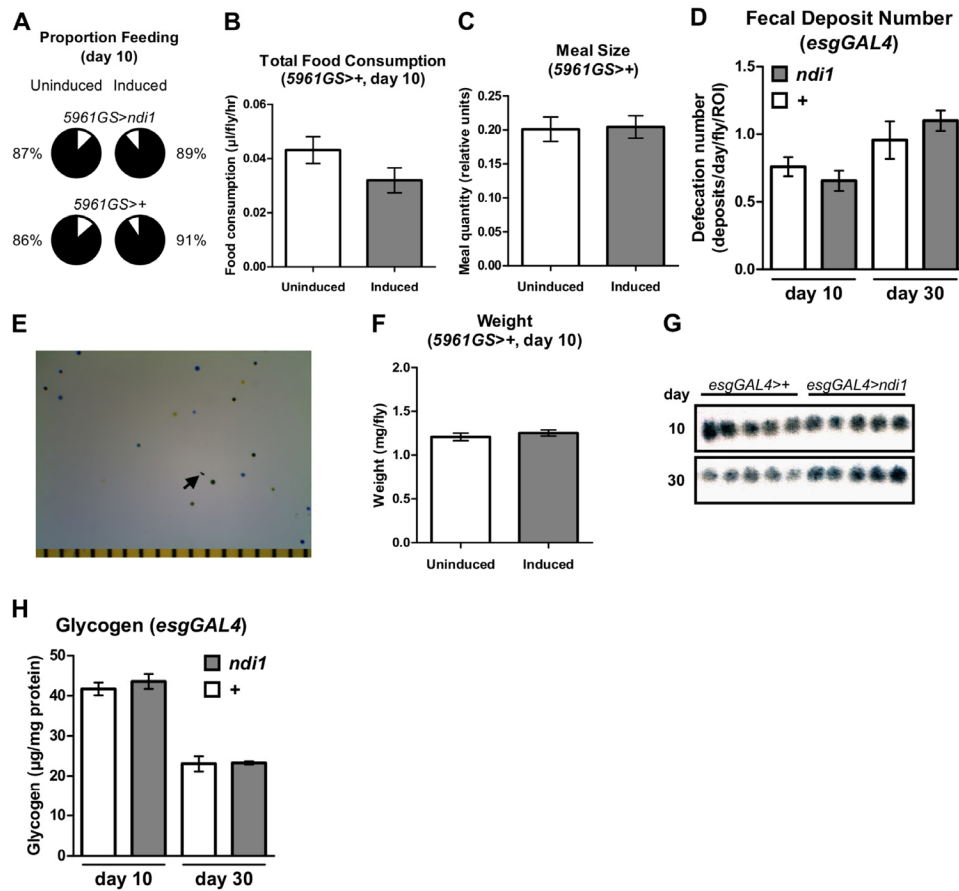 A
Proportion Feeding
(day 10)
Uninduced Induced
5961GS>ndi1
87% 89%
5961GS>+
86% 91%
B
Total Food Consumption
(5961GS>+, day 10)
Food consumption (µl/fly/hr)
0.06
0.04
0.02
0.00
Uninduced Induced
C
Meal Size
(5961GS>+)
Meal quantity (relative units)
0.25
0.20
0.15
0.10
0.05
0.00
Uninduced Induced
D
Fecal Deposit Number
(esgGAL4)
Defecation number
(deposits/day/fly/ROI)
1.5
1.0
0.5
0.0
ndi1
+
day 10 day 30
E
F
Weight
(5961GS>+, day 10)
Weight (mg/fly)
2.0
1.5
1.0
0.5
0.0
Uninduced Induced
G
day
esgGAL4>+ esgGAL4>ndi1
10
30
H
Glycogen (esgGAL4)
Glycogen (µg/mg protein)
50
40
30
20
10
0
ndi1
+
day 10 day 30